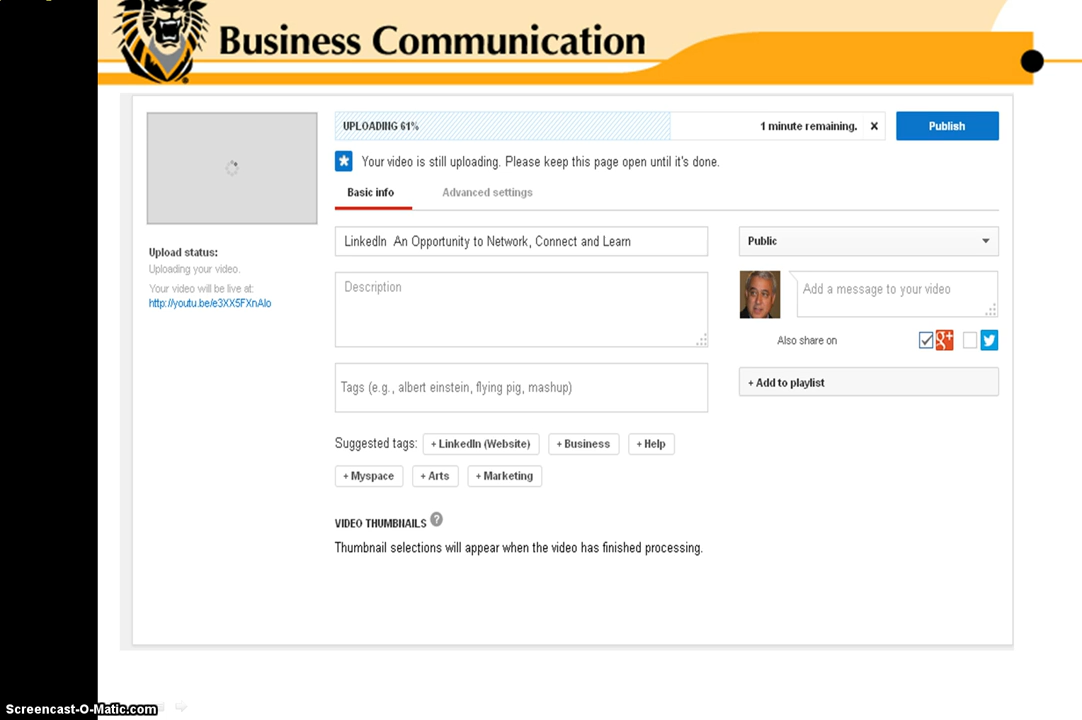 Business Communication
UPLOADING 61%
1 minute remaining.
Publish
Your video is still uploading. Please keep this page open until it's done.
Basic info
Advanced settings
Upload status:
Uploading your video.
Your video will be live at:
http://youtu.be/e3XX5FXnAlo
LinkedIn An Opportunity to Network, Connect and Learn
Description
Tags (e.g., albert einstein, flying pig, mashup)
Suggested tags: + LinkedIn (Website) + Business + Help
+ Myspace + Arts + Marketing
VIDEO THUMBNAILS ?
Thumbnail selections will appear when the video has finished processing.
Public
Add a message to your video
Also share on
+ Add to playlist
Screencast-O-Matic.com